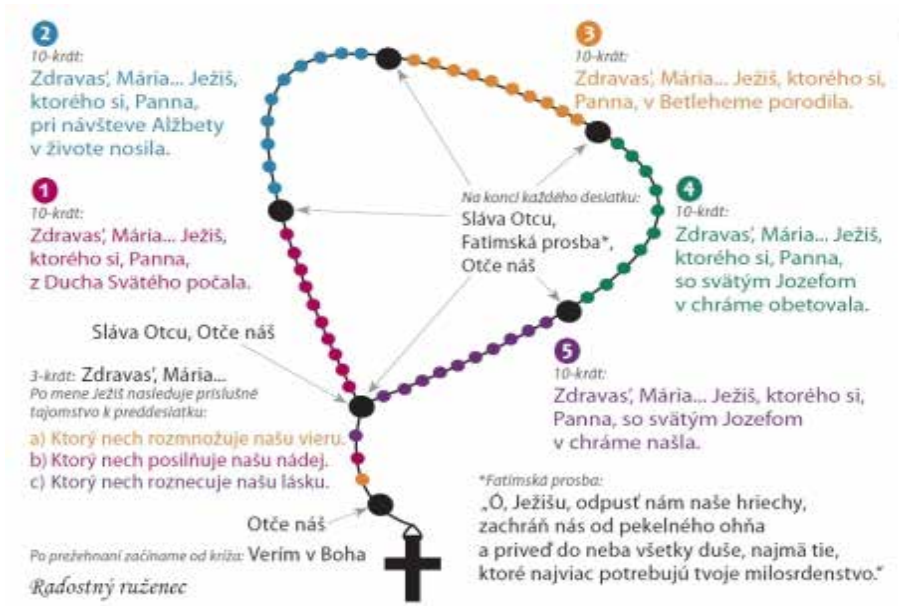 2
10-krát:
Zdravas', Mária... Ježiš,
ktorého si, Panna,
pri návšteve Alžbety
v živote nosila.
3
10-krát:
Zdravas', Mária... Ježiš, ktorého si,
Panna, v Betleheme porodila.
1
10-krát:
Zdravas', Mária... Ježiš,
ktorého si, Panna,
z Ducha Svätého počala.
Na konci každého desiatku:
Sláva Otcu,
Fatimská prosba*,
Otče náš
4
10-krát:
Zdravas', Mária... Ježiš,
ktorého si, Panna,
so svätým Jozefom
v chráme obetovala.
Sláva Otcu, Otče náš
3-krát: Zdravas', Mária...
Po mene Ježiš nasleduje príslušné
tajomstvo k preddesiatku:
a) Ktorý nech rozmnožuje našu vieru.
b) Ktorý nech posilňuje našu nádej.
c) Ktorý nech roznecuje našu lásku.
5
10-krát:
Zdravas', Mária... Ježiš, ktorého si,
Panna, so svätým Jozefom
v chráme našla.
Otče náš
Po prežehnaní začíname od kríža: Verím v Boha
Radostný ruženec
*Fatimská prosba:
„Ó, Ježišu, odpusť nám naše hriechy,
zachráň nás od pekelného ohňa
a priveď do neba všetky duše, najmä tie,
ktoré najviac potrebujú tvoje milosrdenstvo."